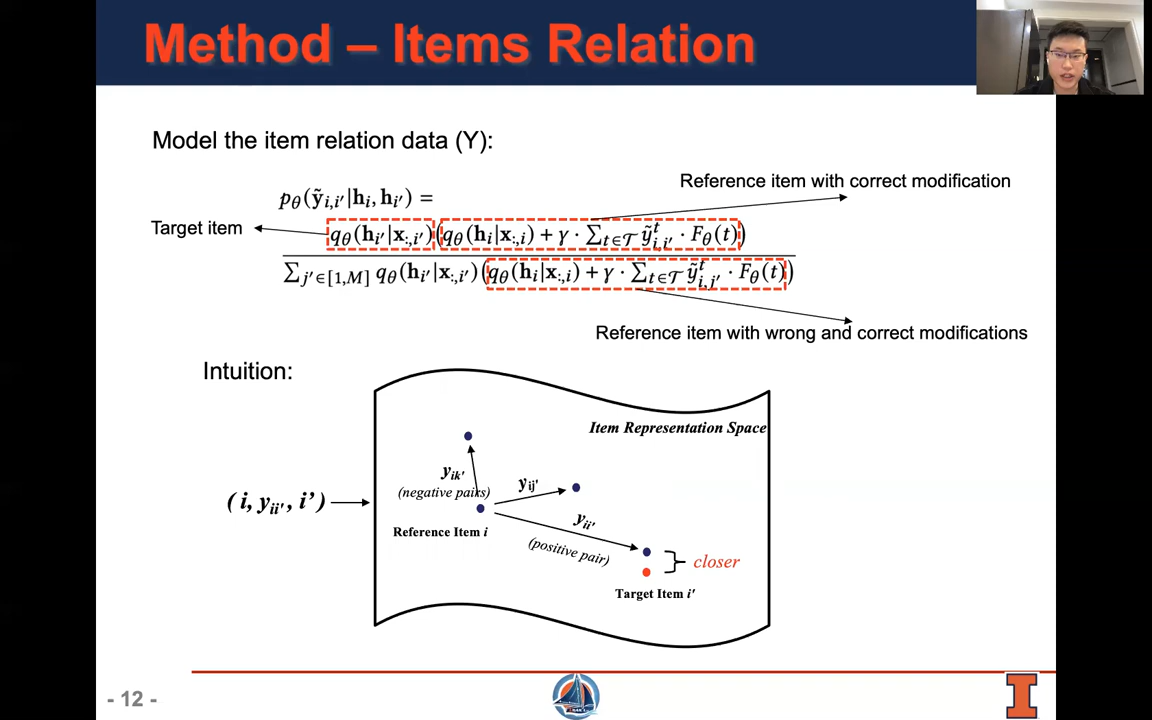 Method – Items Relation
Model the item relation data (Y):
Reference item with correct modification
pθ(ỹi,i′|hi, hi′) =
Target item
qθ(hi′|x:,i′)(qθ(hi|x:,i) + γ · ∑t∈𝒯 ỹᵗi,i′ · Fθ(t))
∑j′∈[1,M] qθ(hi′|x:,i′)(qθ(hi|x:,i) + γ · ∑t∈𝒯 ỹᵗi,j′ · Fθ(t))
Reference item with wrong and correct modifications
Intuition:
Item Representation Space
yik′
(negative pairs)
yij'
(i, yii′, i’)
yii′
Reference Item i
(positive pair)
closer
Target Item i′
- 12 -
I